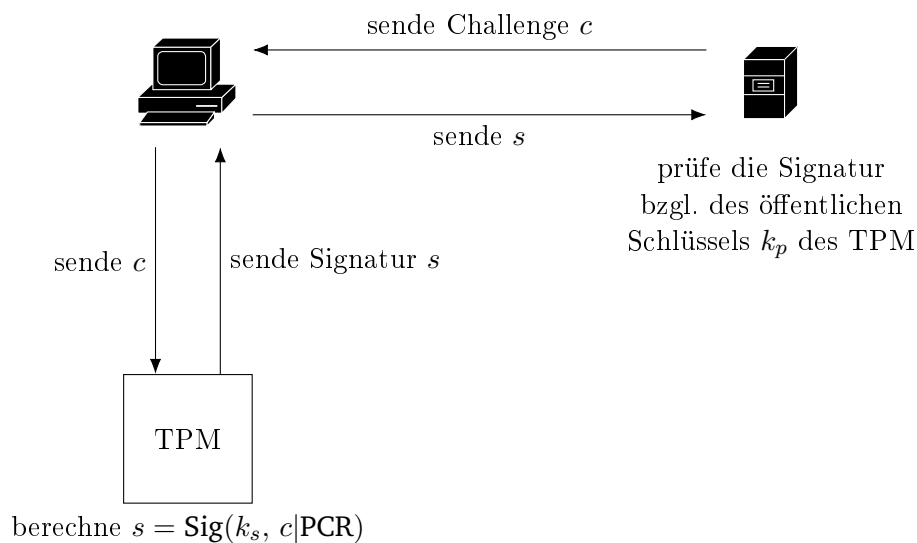 sende Challenge c
sende s
prüfe die Signatur
bzgl. des öffentlichen
Schlüssels k_p des TPM
sende c
sende Signatur s
TPM
berechne s = Sig(k_s, c|PCR)